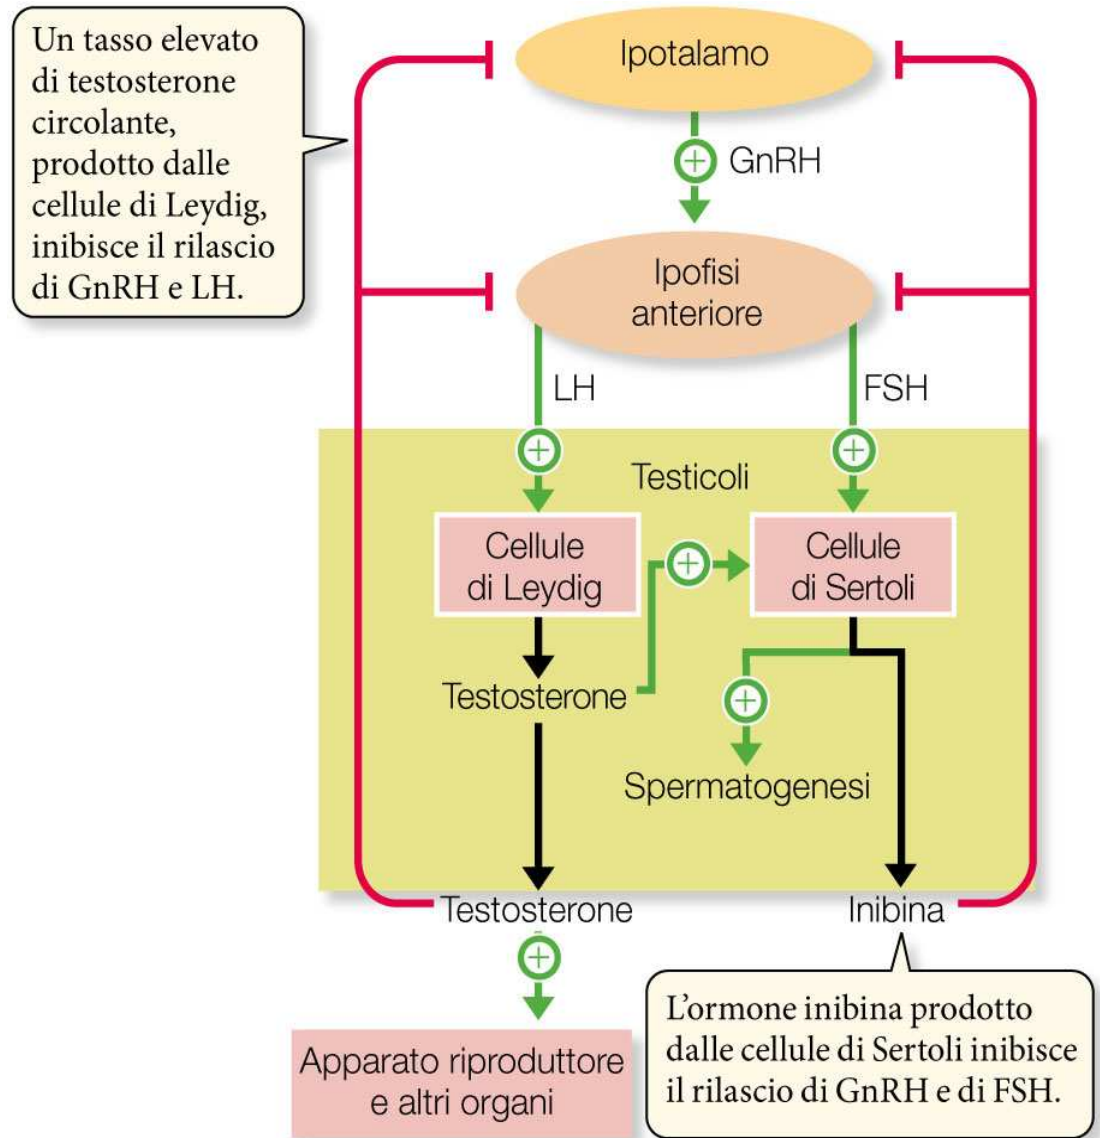 Un tasso elevato
di testosterone
circolante,
prodotto dalle
cellule di Leydig,
inibisce il rilascio
di GnRH e LH.
Ipotalamo
GnRH
Ipofisi
anteriore
LH
FSH
Testicoli
Cellule
di Leydig
Cellule
di Sertoli
Testosterone
Spermatogenesi
Testosterone
Inibina
Apparato riproduttore
e altri organi
L’ormone inibina prodotto
dalle cellule di Sertoli inibisce
il rilascio di GnRH e di FSH.